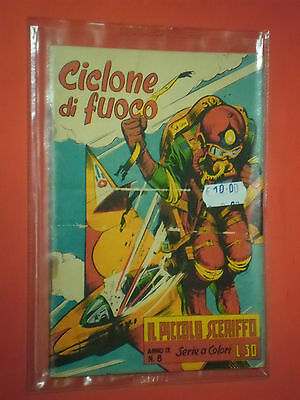 Ciclone
di fuoco
10.00
IL PICCOLO SCERIFFO
ANNO IX
N. 8
Serie a Colori
L.30